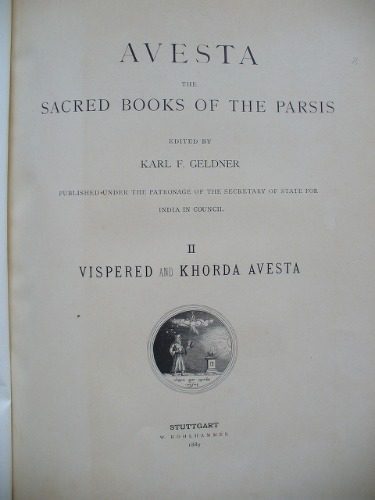 AVESTA
THE
SACRED BOOKS OF THE PARSIS
EDITED BY
KARL F. GELDNER
PUBLISHED UNDER THE PATRONAGE OF THE SECRETARY OF STATE FOR
INDIA IN COUNCIL.
II
VISPERED AND KHORDA AVESTA
STUTTGART
W. KOHLHAMMER
1889